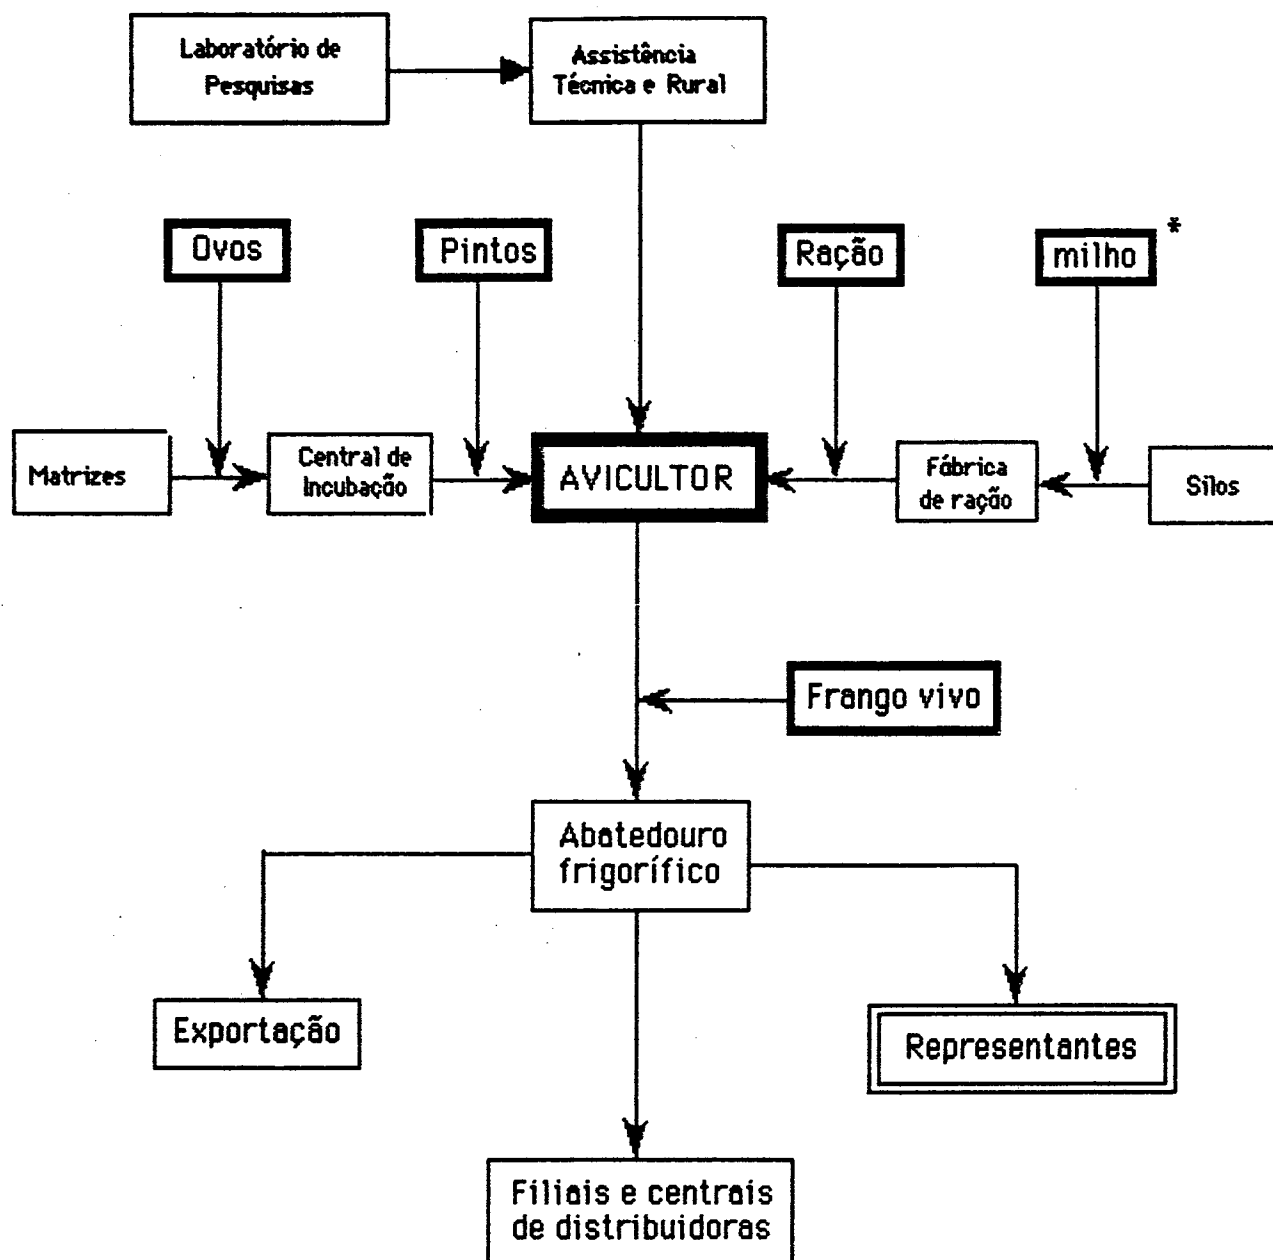 Laboratório de
Pesquisas
Assistência
Técnica e Rural
Ovos
Pintos
Ração
milho *
Matrizes
Central de
Incubação
AVICULTOR
Fábrica
de ração
Silos
Frango vivo
Abatedouro
frigorífico
Exportação
Representantes
Filiais e centrais
de distribuidoras